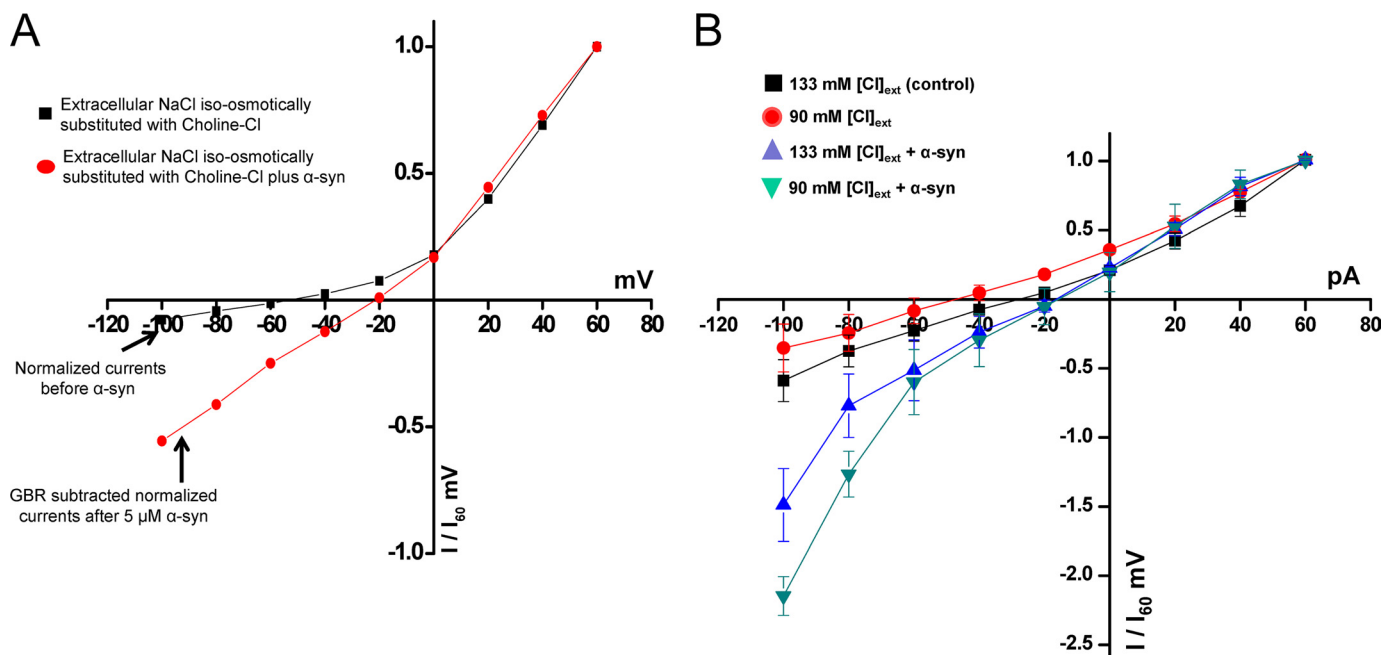 A
Extracellular NaCl iso-osmotically
substituted with Choline-Cl
Extracellular NaCl iso-osmotically
substituted with Choline-Cl plus α-syn
1.0
0.5
-0.5
-1.0
mV
-120 -100 -80 -60 -40 -20 0 20 40 60 80
Normalized currents
before α-syn
GBR subtracted normalized
currents after 5 μM α-syn
I / I60 mV
B
133 mM [Cl]ext (control)
90 mM [Cl]ext
133 mM [Cl]ext + α-syn
90 mM [Cl]ext + α-syn
1.0
0.5
-0.5
-1.0
-1.5
-2.0
-2.5
pA
-120 -100 -80 -60 -40 -20 0 20 40 60 80
I / I60 mV